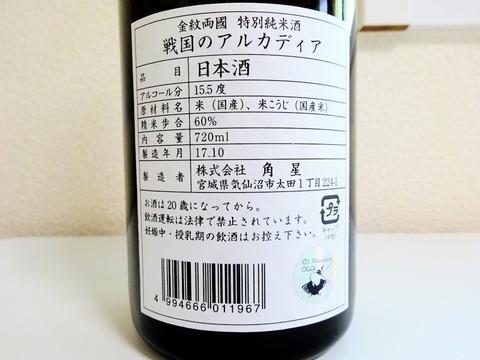 金紋両國 特別純米酒
戦国のアルカディア
品目 日本酒
アルコール分 15.5度
原材料名 米(国産)、米こうじ(国産米)
精米歩合 60%
内容量 720ml
製造年月 17.10
製造者 株式会社 角星
宮城県気仙沼市太田1丁目224-1
お酒は20歳になってから。
飲酒運転は法律で禁止されています。
妊娠中・授乳期の飲酒はお控え下さい。
プラ
キャップ
(中栓)
OGGI
4 994666 011967